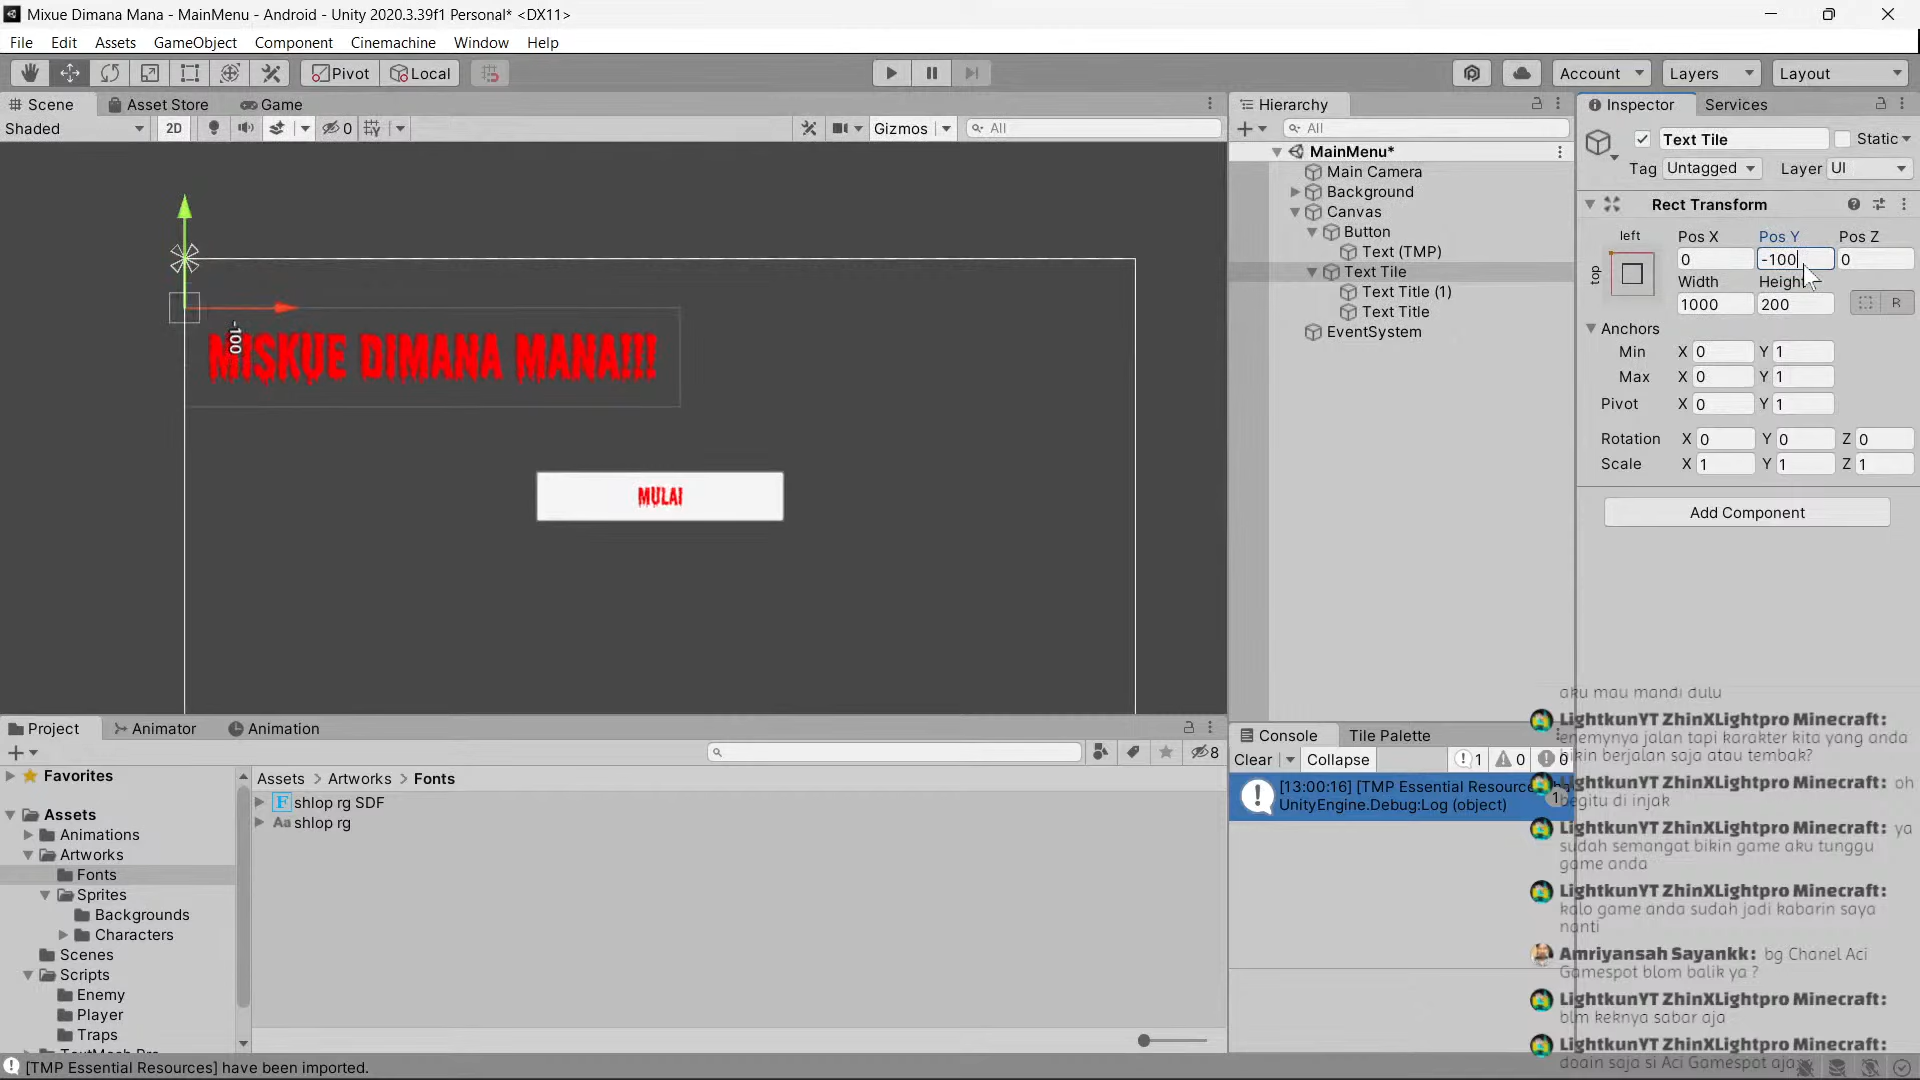 Mixue Dimana Mana - MainMenu - Android - Unity 2020.3.39f1 Personal* <DX11>
File Edit Assets GameObject Component Cinemachine Window Help
Pivot Local Account Layers Layout
Scene Asset Store Game
Shaded 2D 0 Gizmos All
-100
MISKUE DIMANA MANA!!!
MULAI
Hierarchy
All
MainMenu*
Main Camera
Background
Canvas
Button
Text (TMP)
Text Tile
Text Title (1)
Text Title
EventSystem
Inspector Services
Text Tile Static
Tag Untagged Layer UI
Rect Transform
left Pos X Pos Y Pos Z
top 0 -100 0
Width Height
1000 200 R
Anchors
Min X 0 Y 1
Max X 0 Y 1
Pivot X 0 Y 1
Rotation X 0 Y 0 Z 0
Scale X 1 Y 1 Z 1
Add Component
Project Animator Animation
8
Favorites
Assets
Animations
Artworks
Fonts
Sprites
Backgrounds
Characters
Scenes
Scripts
Enemy
Player
Traps
Assets > Artworks > Fonts
shlop rg SDF
Aa shlop rg
Console Tile Palette
Clear Collapse 1 0 0
[13:00:16] [TMP Essential Resource
UnityEngine.Debug:Log (object) 1
aku mau mandi dulu
LightkunYT ZhinXLightpro Minecraft:
enemynya jalan tapi karakter kita yang anda
bikin berjalan saja atau tembak?
LightkunYT ZhinXLightpro Minecraft: oh
begitu di injak
LightkunYT ZhinXLightpro Minecraft: ya
sudah semangat bikin game aku tunggu
game anda
LightkunYT ZhinXLightpro Minecraft:
kalo game anda sudah jadi kabarin saya
nanti
Amriyansah Sayankk: bg Chanel Aci
Gamespot blom balik ya ?
LightkunYT ZhinXLightpro Minecraft:
blm keknya sabar aja
LightkunYT ZhinXLightpro Minecraft:
doain saja si Aci Gamespot aja
[TMP Essential Resources] have been imported.